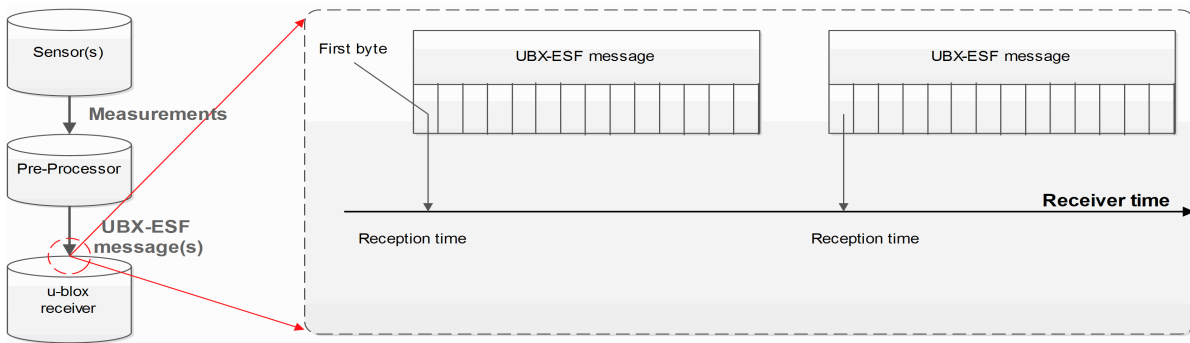 Sensor(s)
Measurements
Pre-Processor
UBX-ESF
message(s)
u-blox
receiver
First byte
UBX-ESF message
UBX-ESF message
Receiver time
Reception time
Reception time